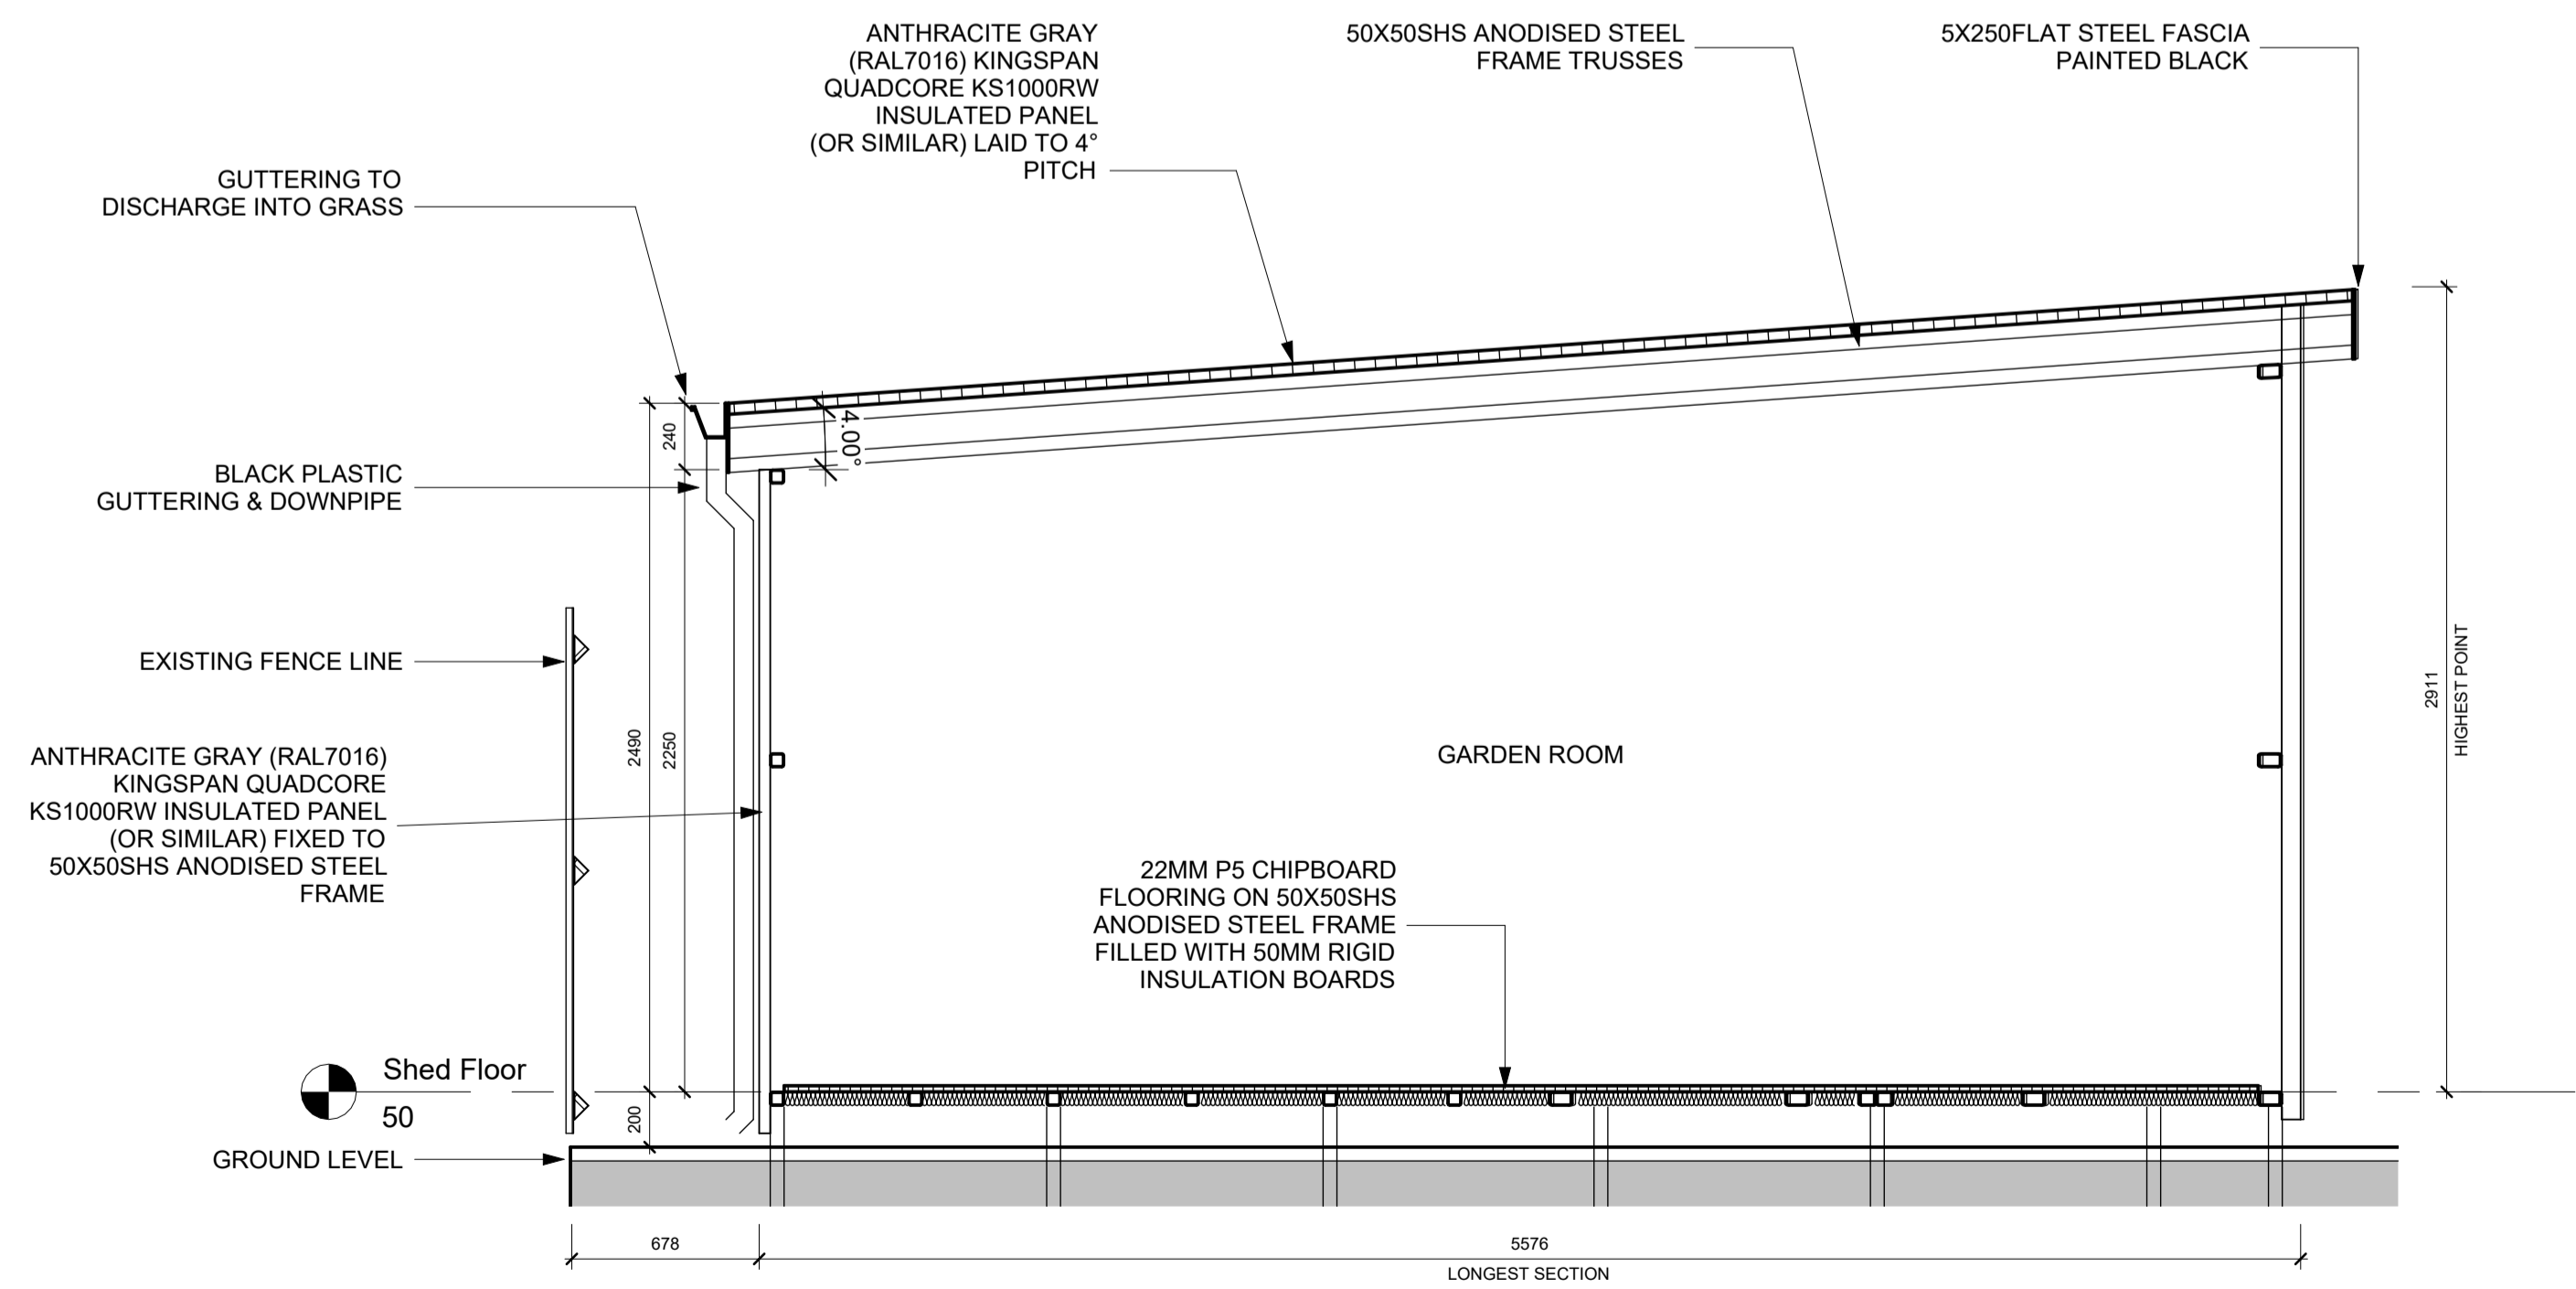 ANTHRACITE GRAY
(RAL7016) KINGSPAN
QUADCORE KS1000RW
INSULATED PANEL
(OR SIMILAR) LAID TO 4°
PITCH
50X50SHS ANODISED STEEL
FRAME TRUSSES
5X250FLAT STEEL FASCIA
PAINTED BLACK
GUTTERING TO
DISCHARGE INTO GRASS
240
4.00°
BLACK PLASTIC
GUTTERING & DOWNPIPE
EXISTING FENCE LINE
2911
HIGHEST POINT
2490
2250
GARDEN ROOM
ANTHRACITE GRAY (RAL7016)
KINGSPAN QUADCORE
KS1000RW INSULATED PANEL
(OR SIMILAR) FIXED TO
50X50SHS ANODISED STEEL
FRAME
22MM P5 CHIPBOARD
FLOORING ON 50X50SHS
ANODISED STEEL FRAME
FILLED WITH 50MM RIGID
INSULATION BOARDS
Shed Floor
50
200
GROUND LEVEL
678
5576
LONGEST SECTION